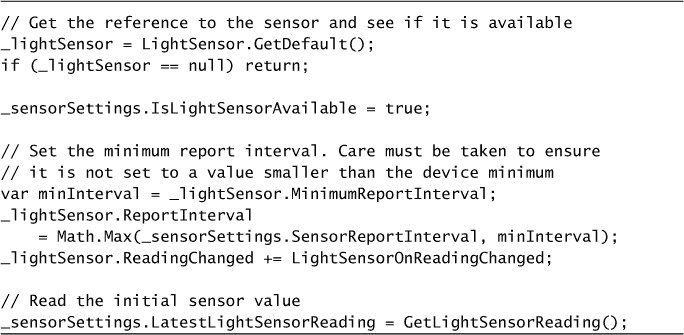 // Get the reference to the sensor and see if it is available
_lightSensor = LightSensor.GetDefault();
if (_lightSensor == null) return;

_sensorSettings.IsLightSensorAvailable = true;

// Set the minimum report interval. Care must be taken to ensure
// it is not set to a value smaller than the device minimum
var minInterval = _lightSensor.MinimumReportInterval;
_lightSensor.ReportInterval
    = Math.Max(_sensorSettings.SensorReportInterval, minInterval);
_lightSensor.ReadingChanged += LightSensorOnReadingChanged;

// Read the initial sensor value
_sensorSettings.LatestLightSensorReading = GetLightSensorReading();